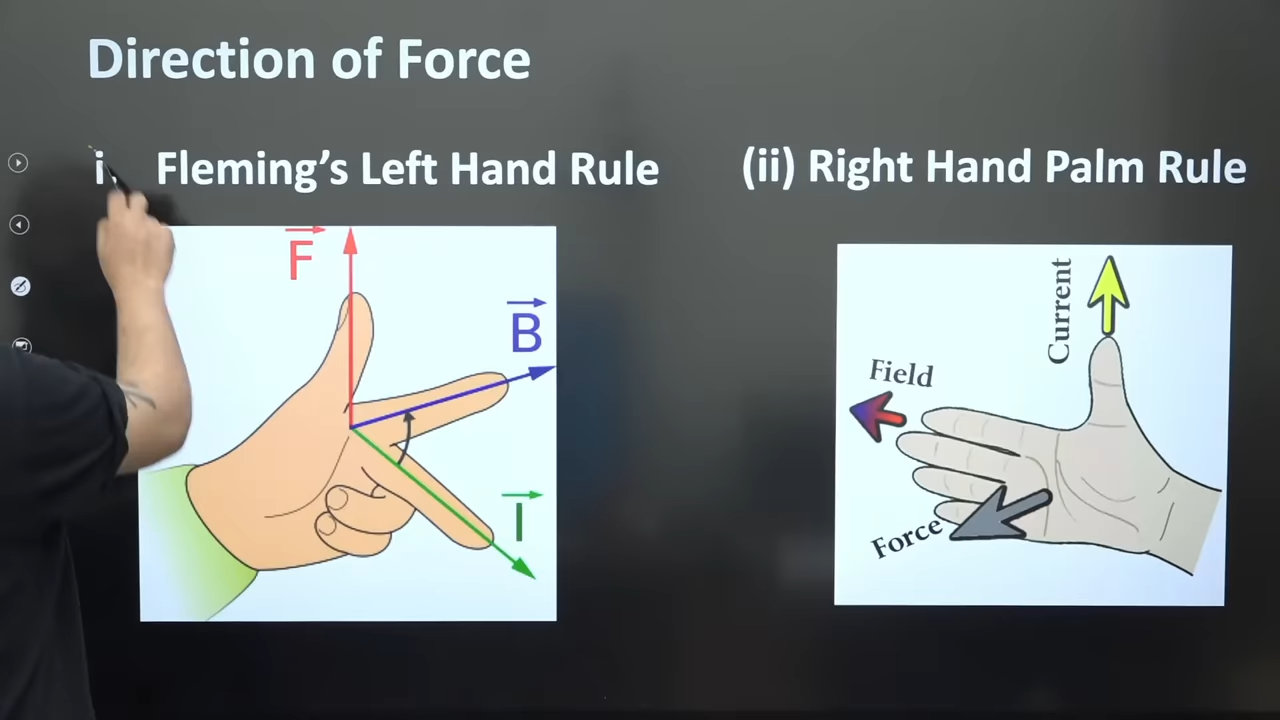 Direction of Force
i. Fleming’s Left Hand Rule
(ii) Right Hand Palm Rule
F
B
I
Current
Field
Force